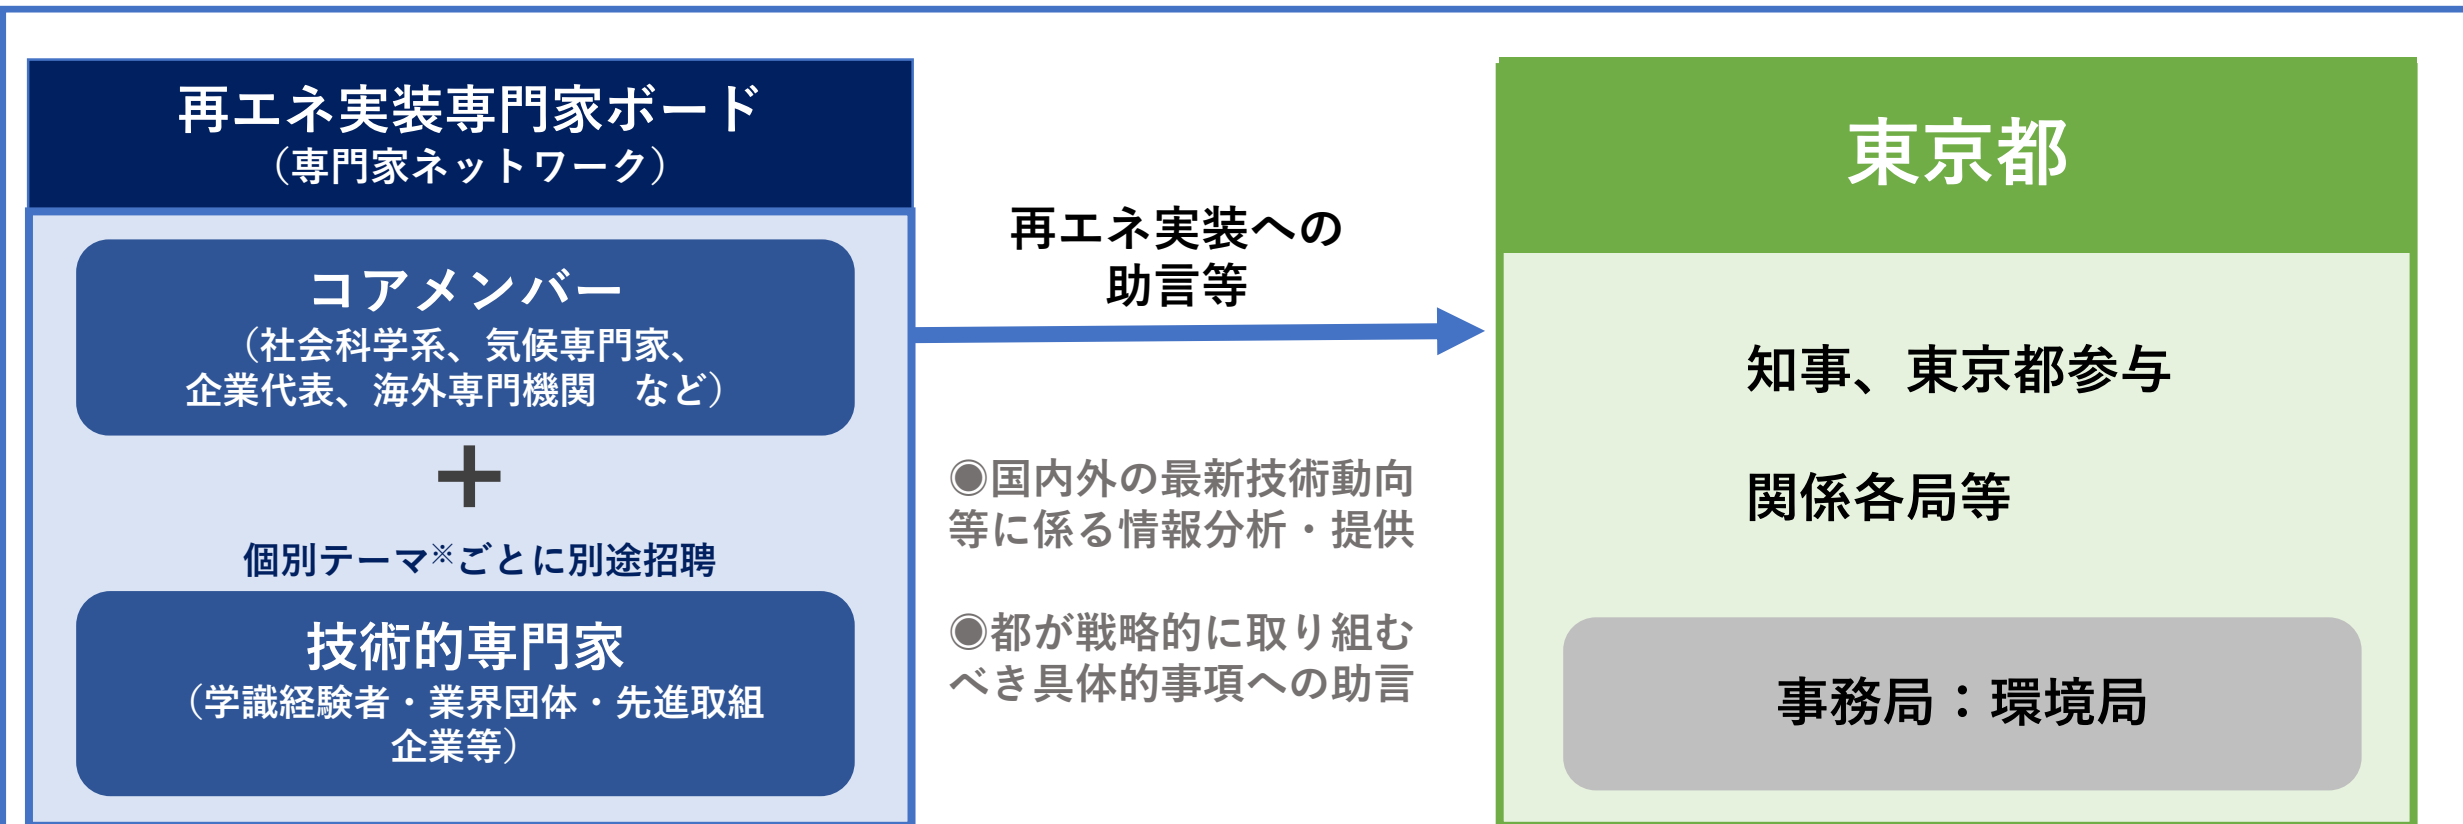 再エネ実装専門家ボード
（専門家ネットワーク）
コアメンバー
（社会科学系、気候専門家、
企業代表、海外専門機関　など）
＋
個別テーマ※ごとに別途招聘
技術的専門家
（学識経験者・業界団体・先進取組
企業等）
再エネ実装への
助言等
◉国内外の最新技術動向
等に係る情報分析・提供
◉都が戦略的に取り組む
べき具体的事項への助言
東京都
知事、東京都参与
関係各局等
事務局：環境局